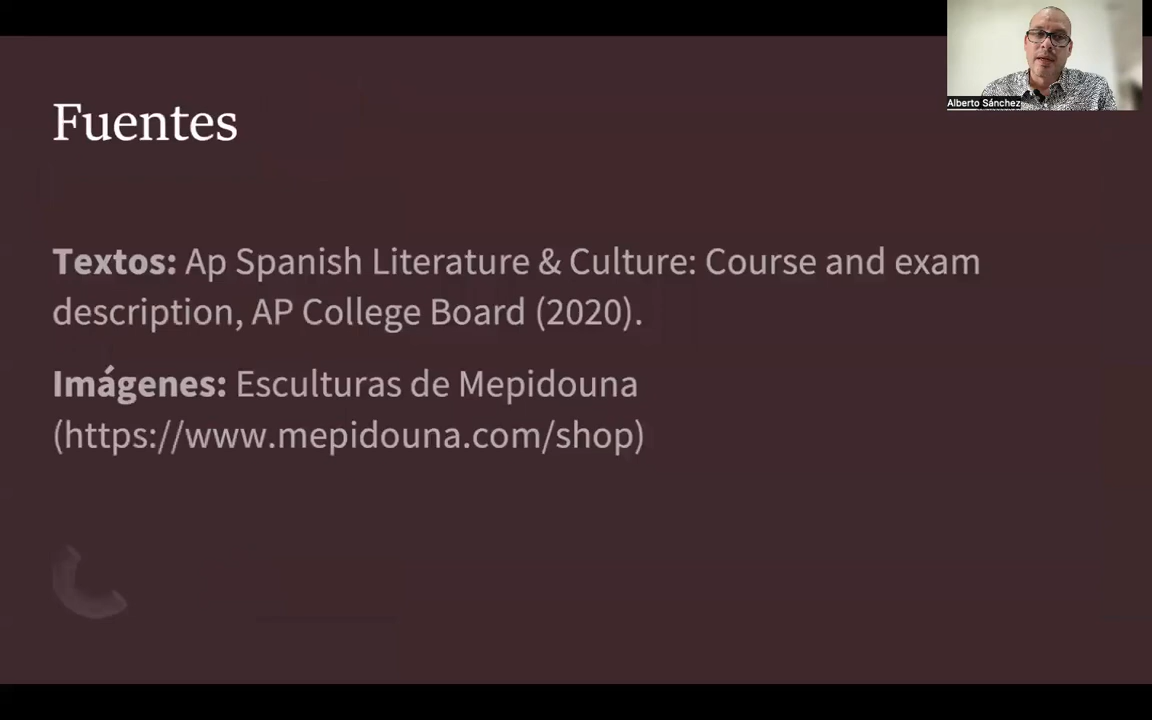 Alberto Sánchez
Fuentes
Textos: Ap Spanish Literature & Culture: Course and exam
description, AP College Board (2020).
Imágenes: Esculturas de Mepidouna
(https://www.mepidouna.com/shop)